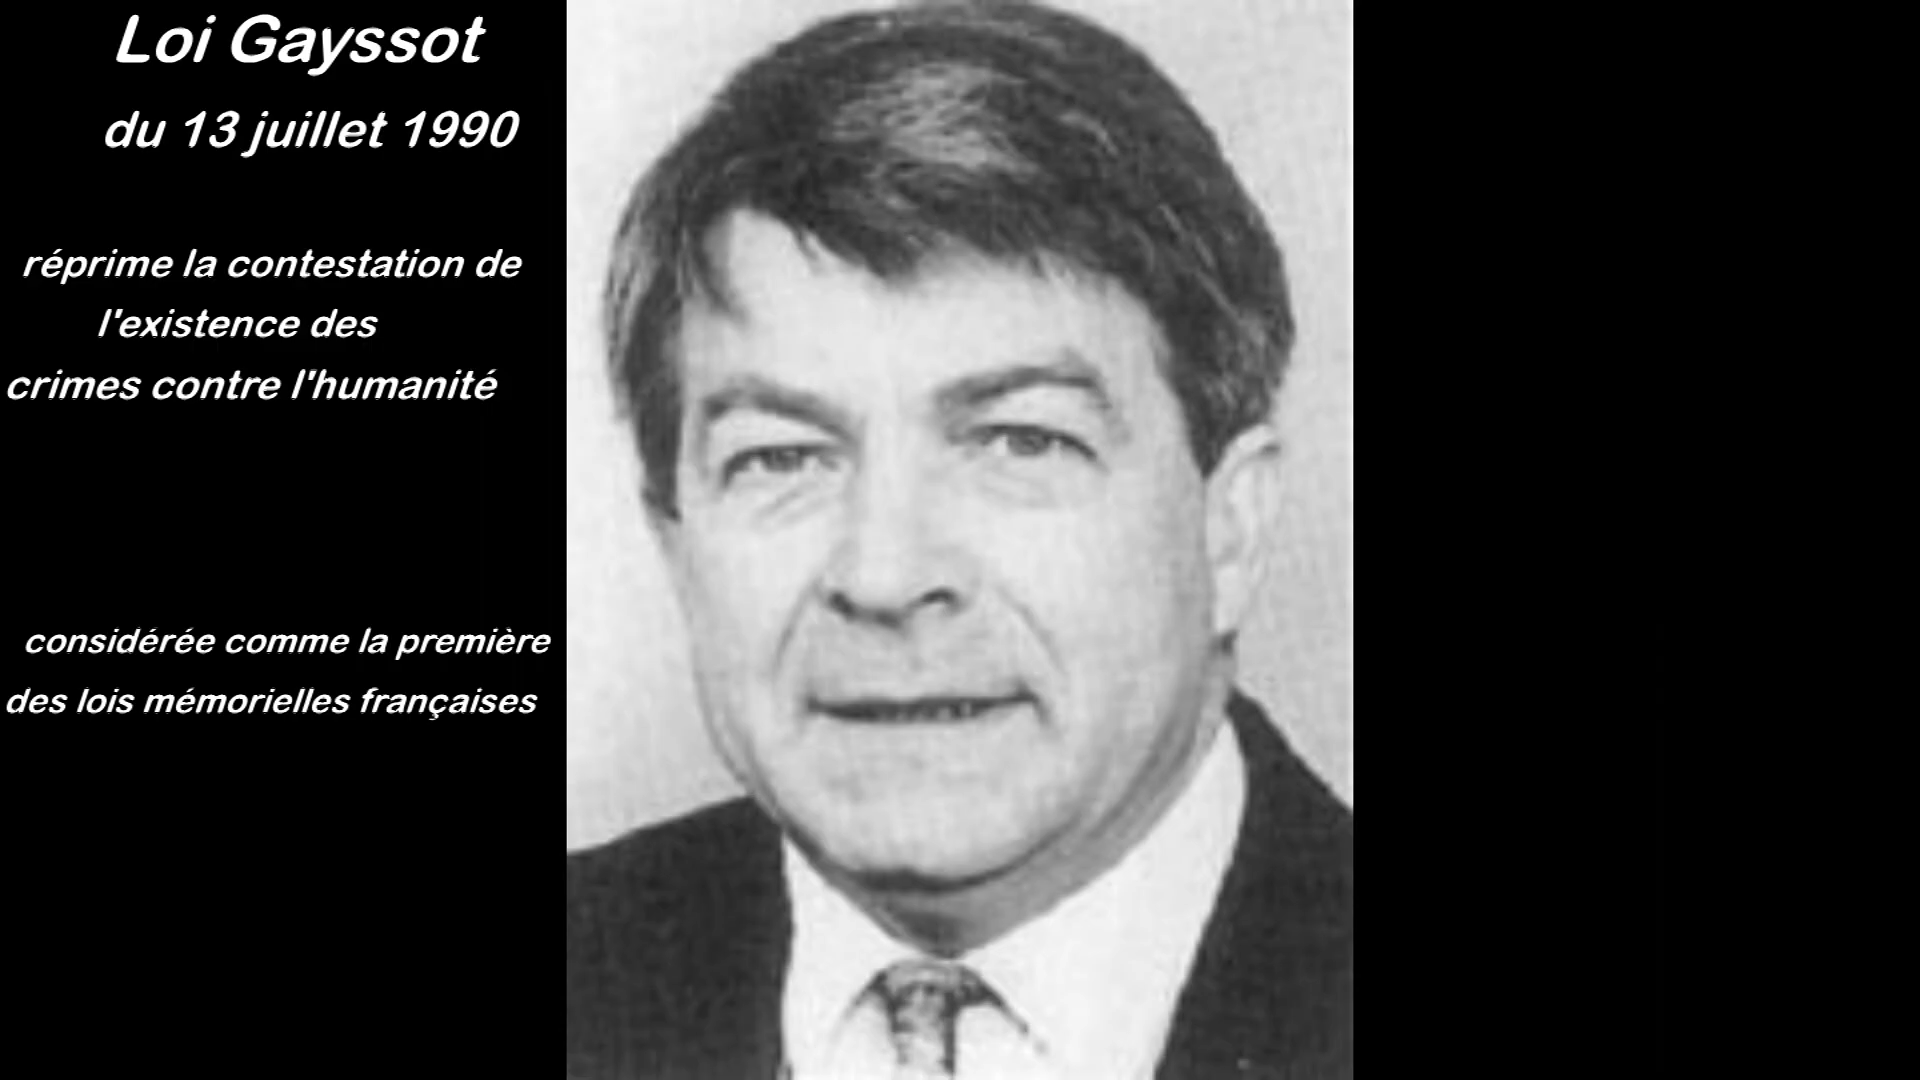 Loi Gayssot
du 13 juillet 1990
réprime la contestation de
l'existence des
crimes contre l'humanité
considérée comme la première
des lois mémorielles françaises